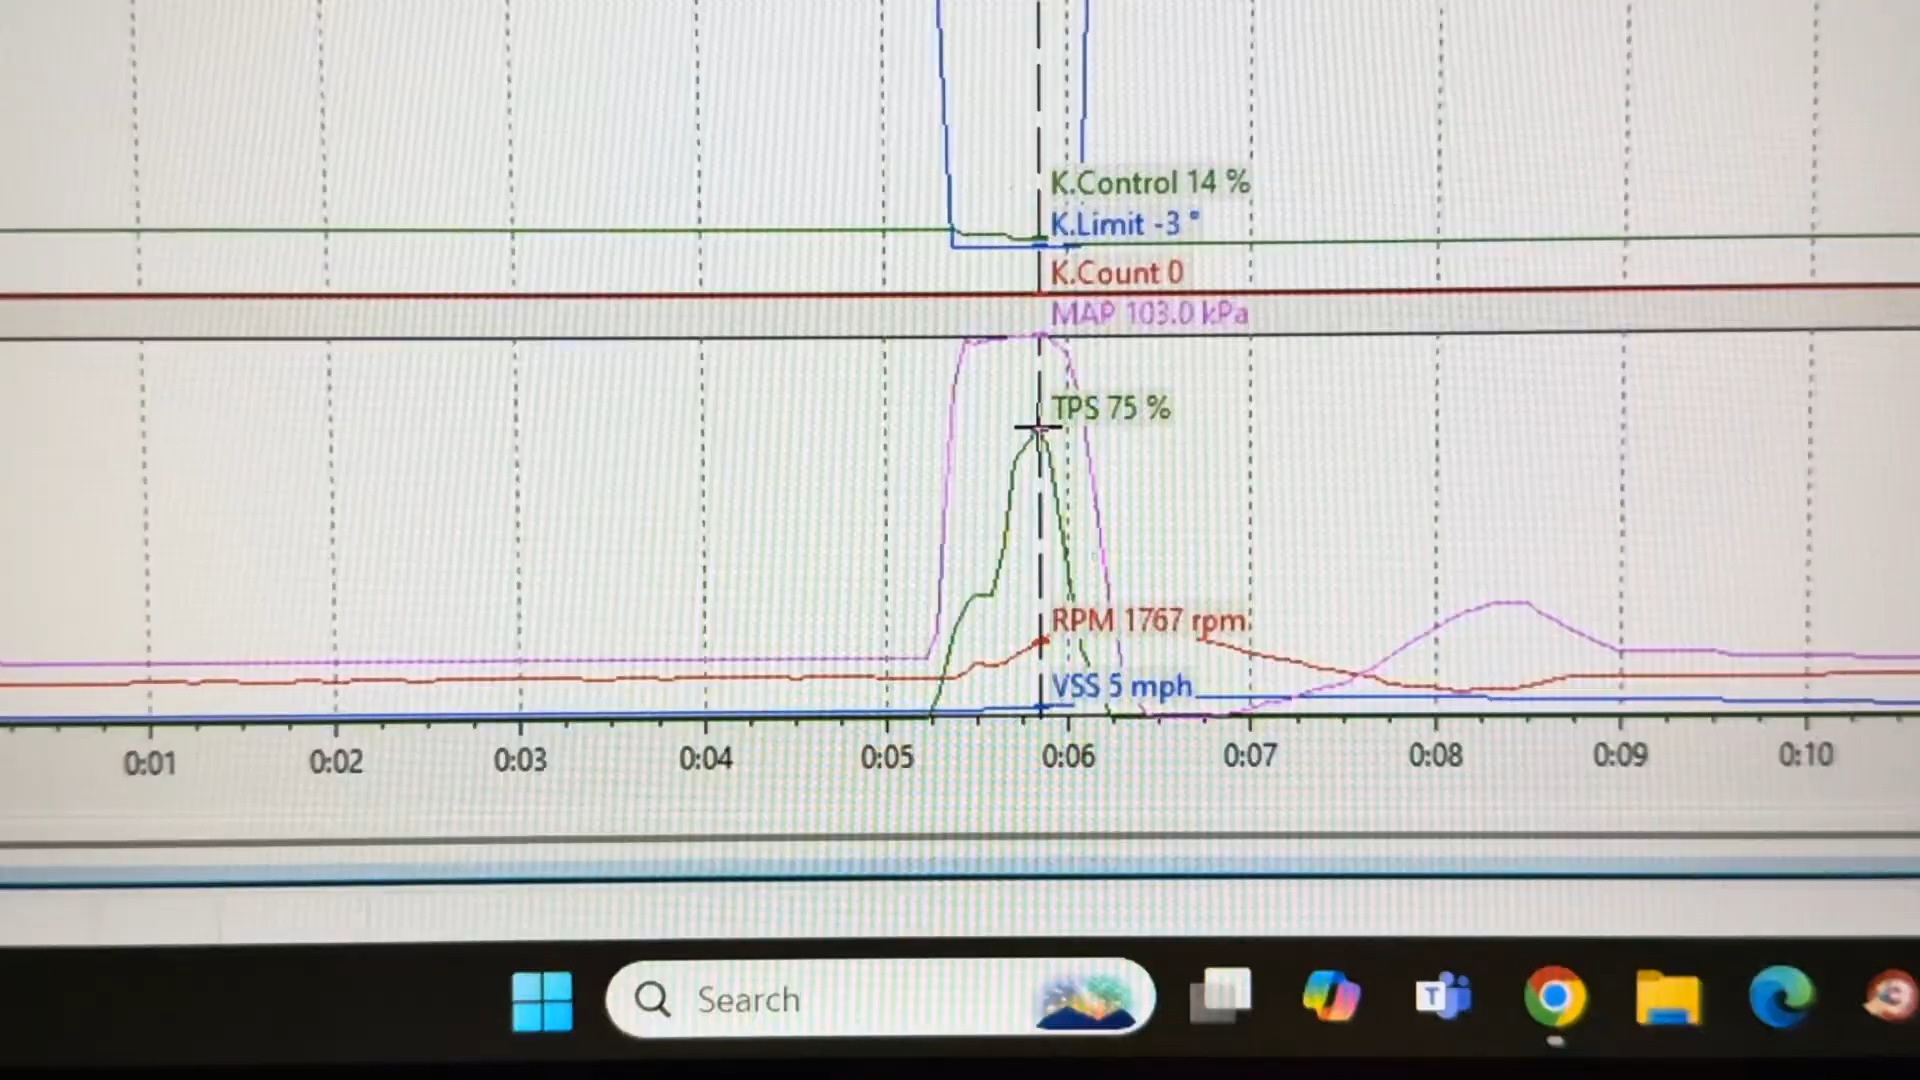 K.Control 14 %
K.Limit -3 °
K.Count 0
MAP 103.0 kPa
TPS 75 %
RPM 1767 rpm
VSS 5 mph
0:01 0:02 0:03 0:04 0:05 0:06 0:07 0:08 0:09 0:10
Search
T